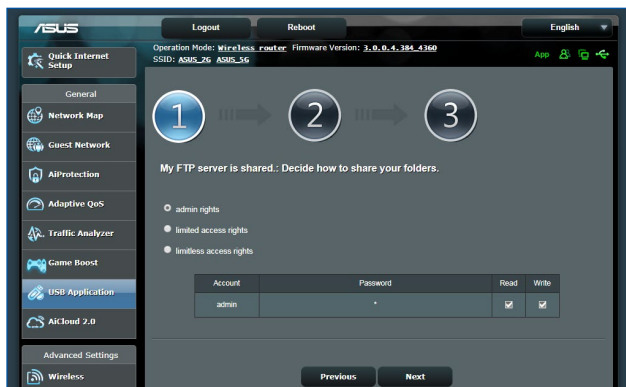 ASUS
Logout
Reboot
English
Operation Mode: Wireless router Firmware Version: 3.0.0.4.384_4360
SSID: ASUS_2G ASUS_5G
App
Quick Internet
Setup
General
Network Map
Guest Network
AiProtection
Adaptive QoS
Traffic Analyzer
Game Boost
USB Application
AiCloud 2.0
Advanced Settings
Wireless
1
2
3
My FTP server is shared.: Decide how to share your folders.
admin rights
limited access rights
limitless access rights
Account Password Read Write
admin *
Previous
Next